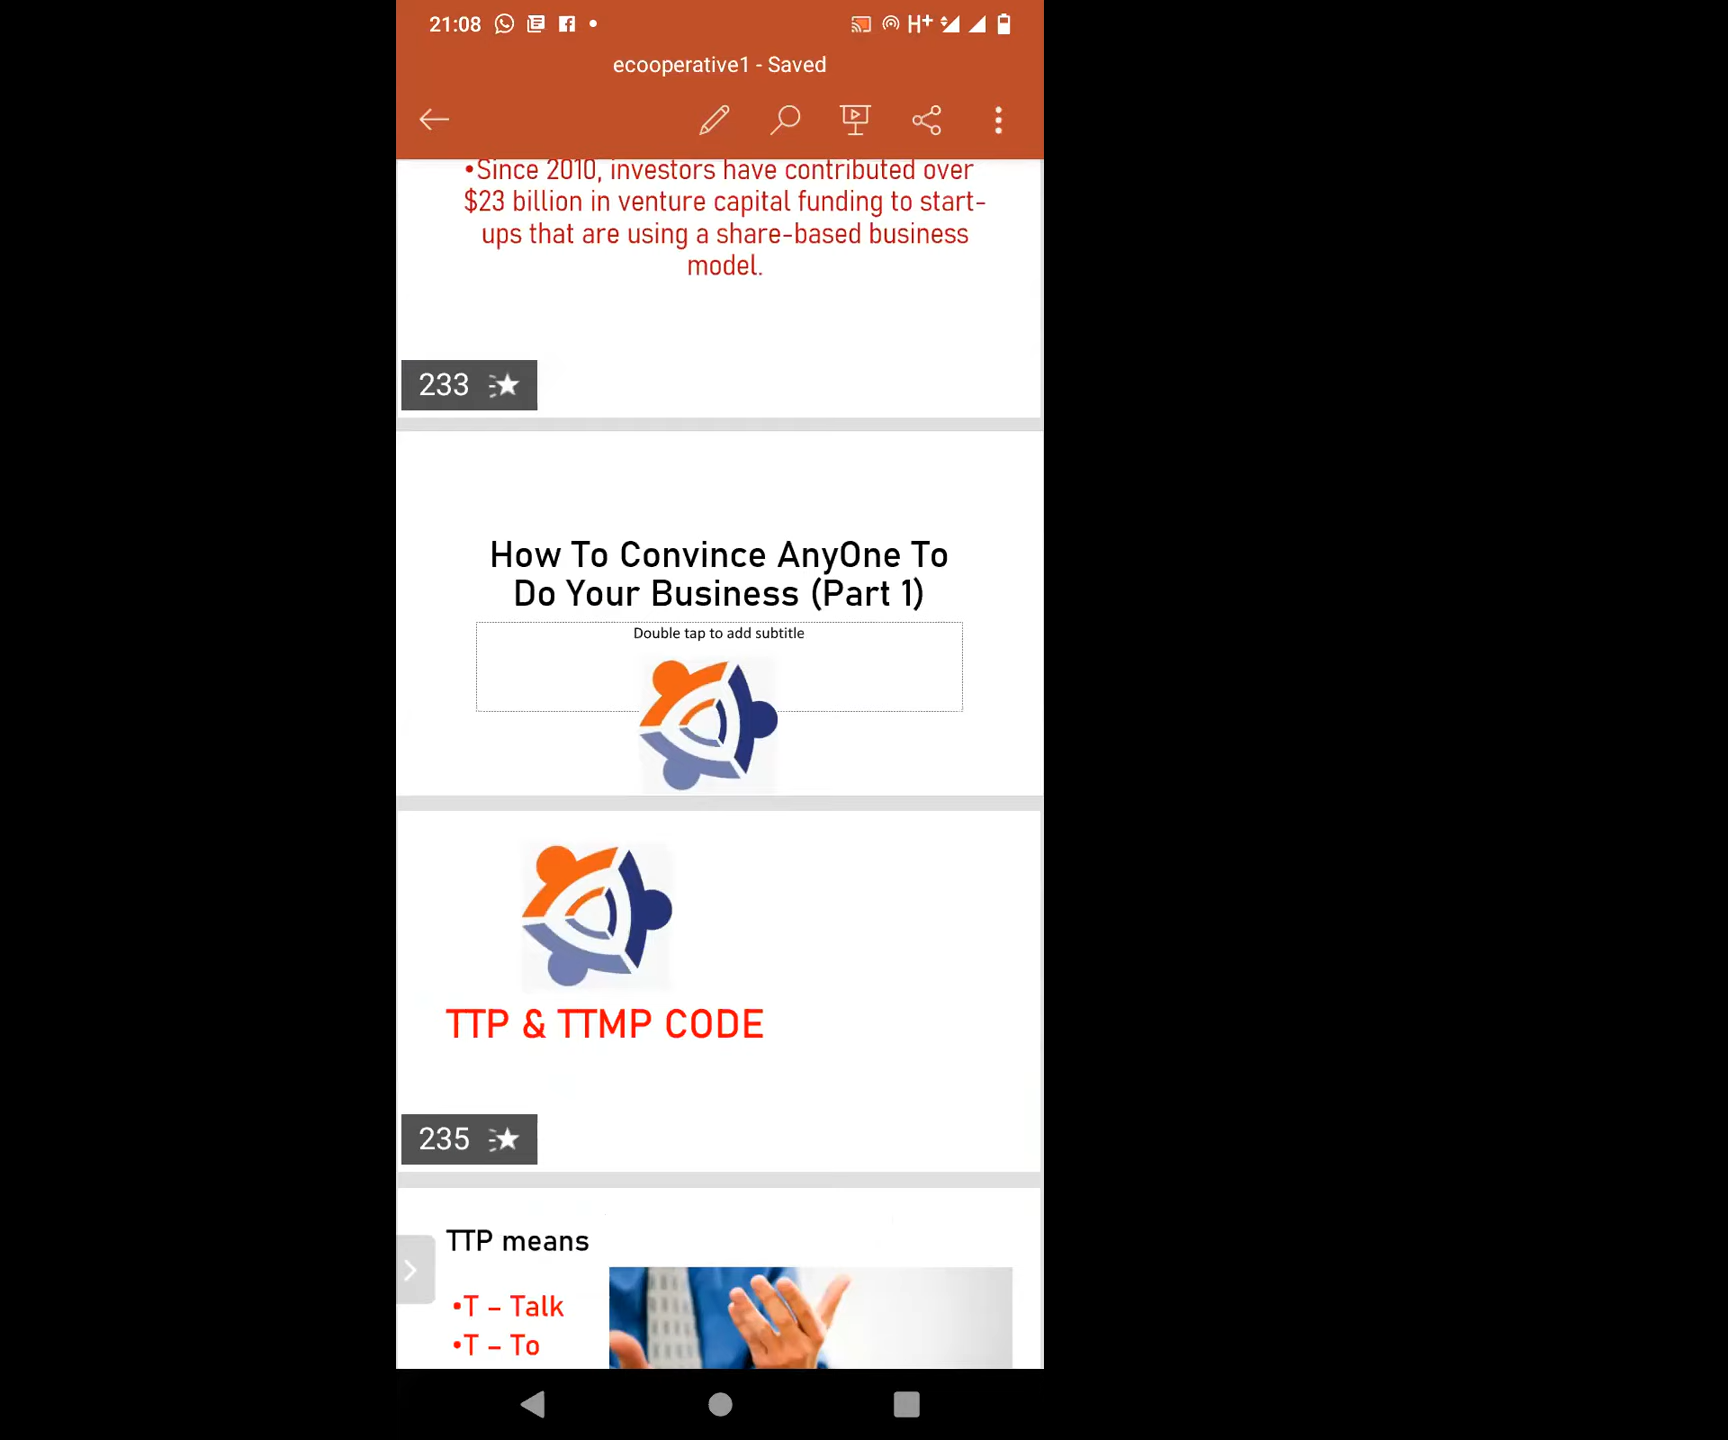 21:08
H+
ecooperative1 - Saved
•Since 2010, investors have contributed over
$23 billion in venture capital funding to start-
ups that are using a share-based business
model.
233
How To Convince AnyOne To
Do Your Business (Part 1)
Double tap to add subtitle
TTP & TTMP CODE
235
TTP means
•T – Talk
•T – To